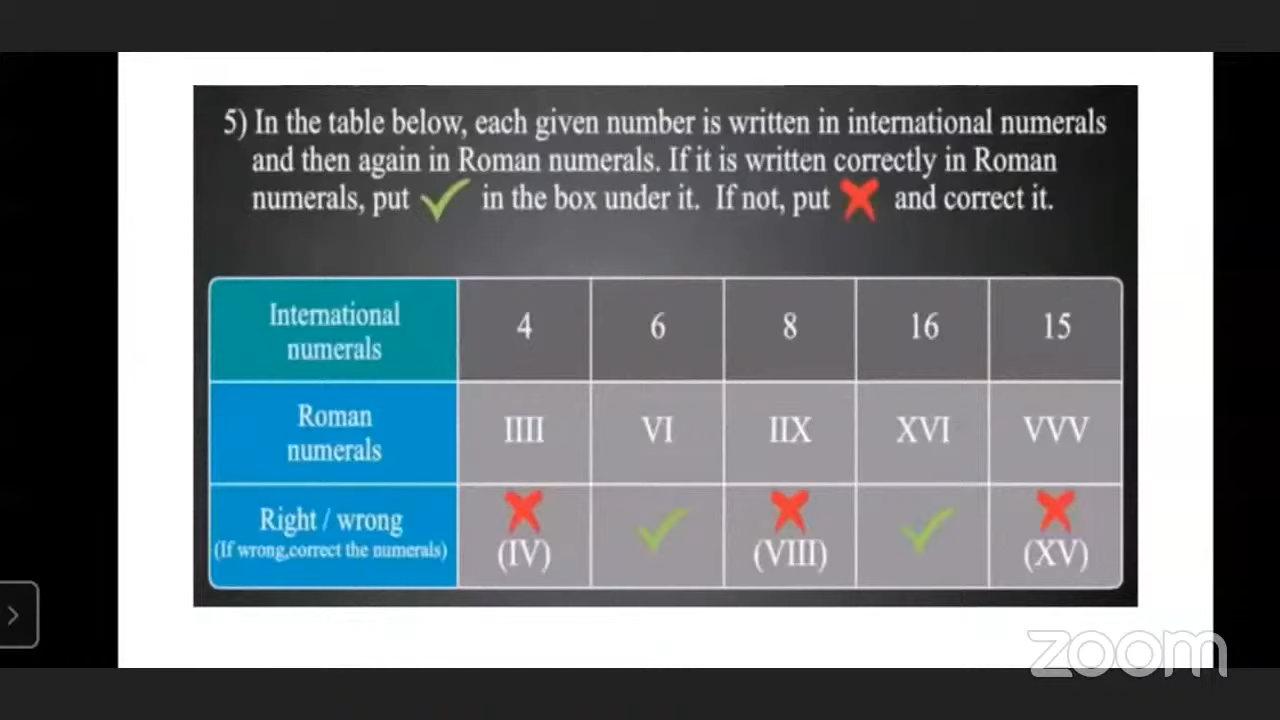 5) In the table below, each given number is written in international numerals
and then again in Roman numerals. If it is written correctly in Roman
numerals, put ✓ in the box under it. If not, put ✗ and correct it.
International numerals 4 6 8 16 15
Roman numerals IIII VI IIX XVI VVV
Right / wrong ✗ ✓ ✗ ✓ ✗
(If wrong,correct the numerals) (IV) (VIII) (XV)
zoom